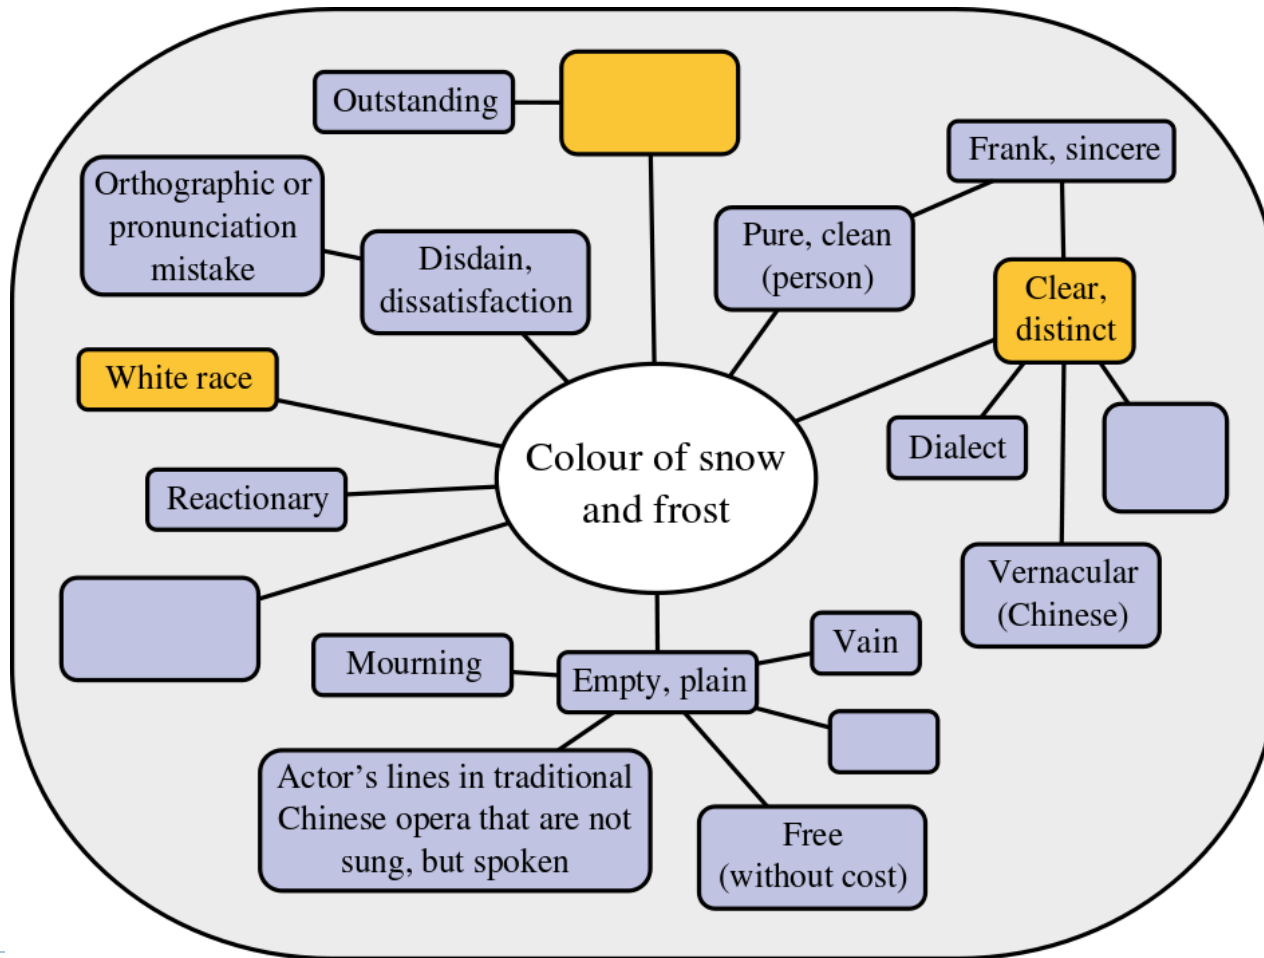 Outstanding
Frank, sincere
Orthographic or
pronunciation
mistake
Disdain,
dissatisfaction
Pure, clean
(person)
Clear,
distinct
White race
Colour of snow
and frost
Dialect
Reactionary
Vernacular
(Chinese)
Mourning
Empty, plain
Vain
Actor’s lines in traditional
Chinese opera that are not
sung, but spoken
Free
(without cost)